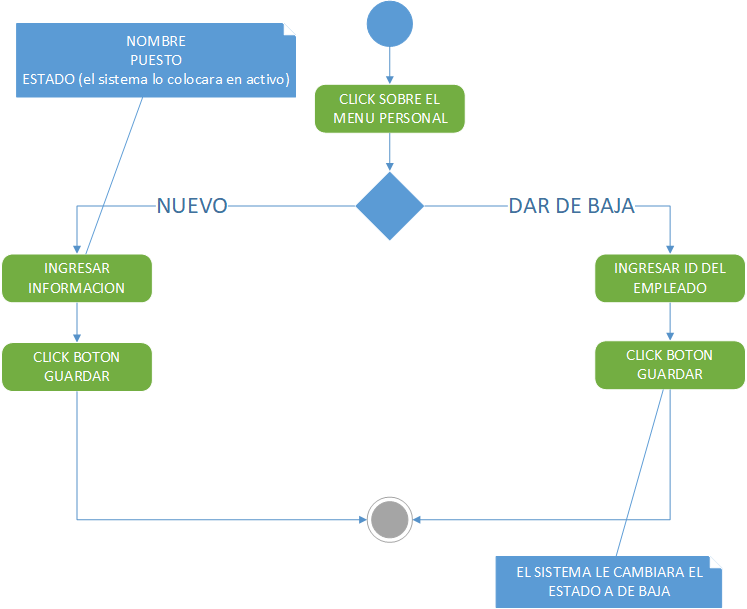 NOMBRE
PUESTO
ESTADO (el sistema lo colocara en activo)
CLICK SOBRE EL
MENU PERSONAL
NUEVO
DAR DE BAJA
INGRESAR
INFORMACION
INGRESAR ID DEL
EMPLEADO
CLICK BOTON
GUARDAR
CLICK BOTON
GUARDAR
EL SISTEMA LE CAMBIARA EL
ESTADO A DE BAJA